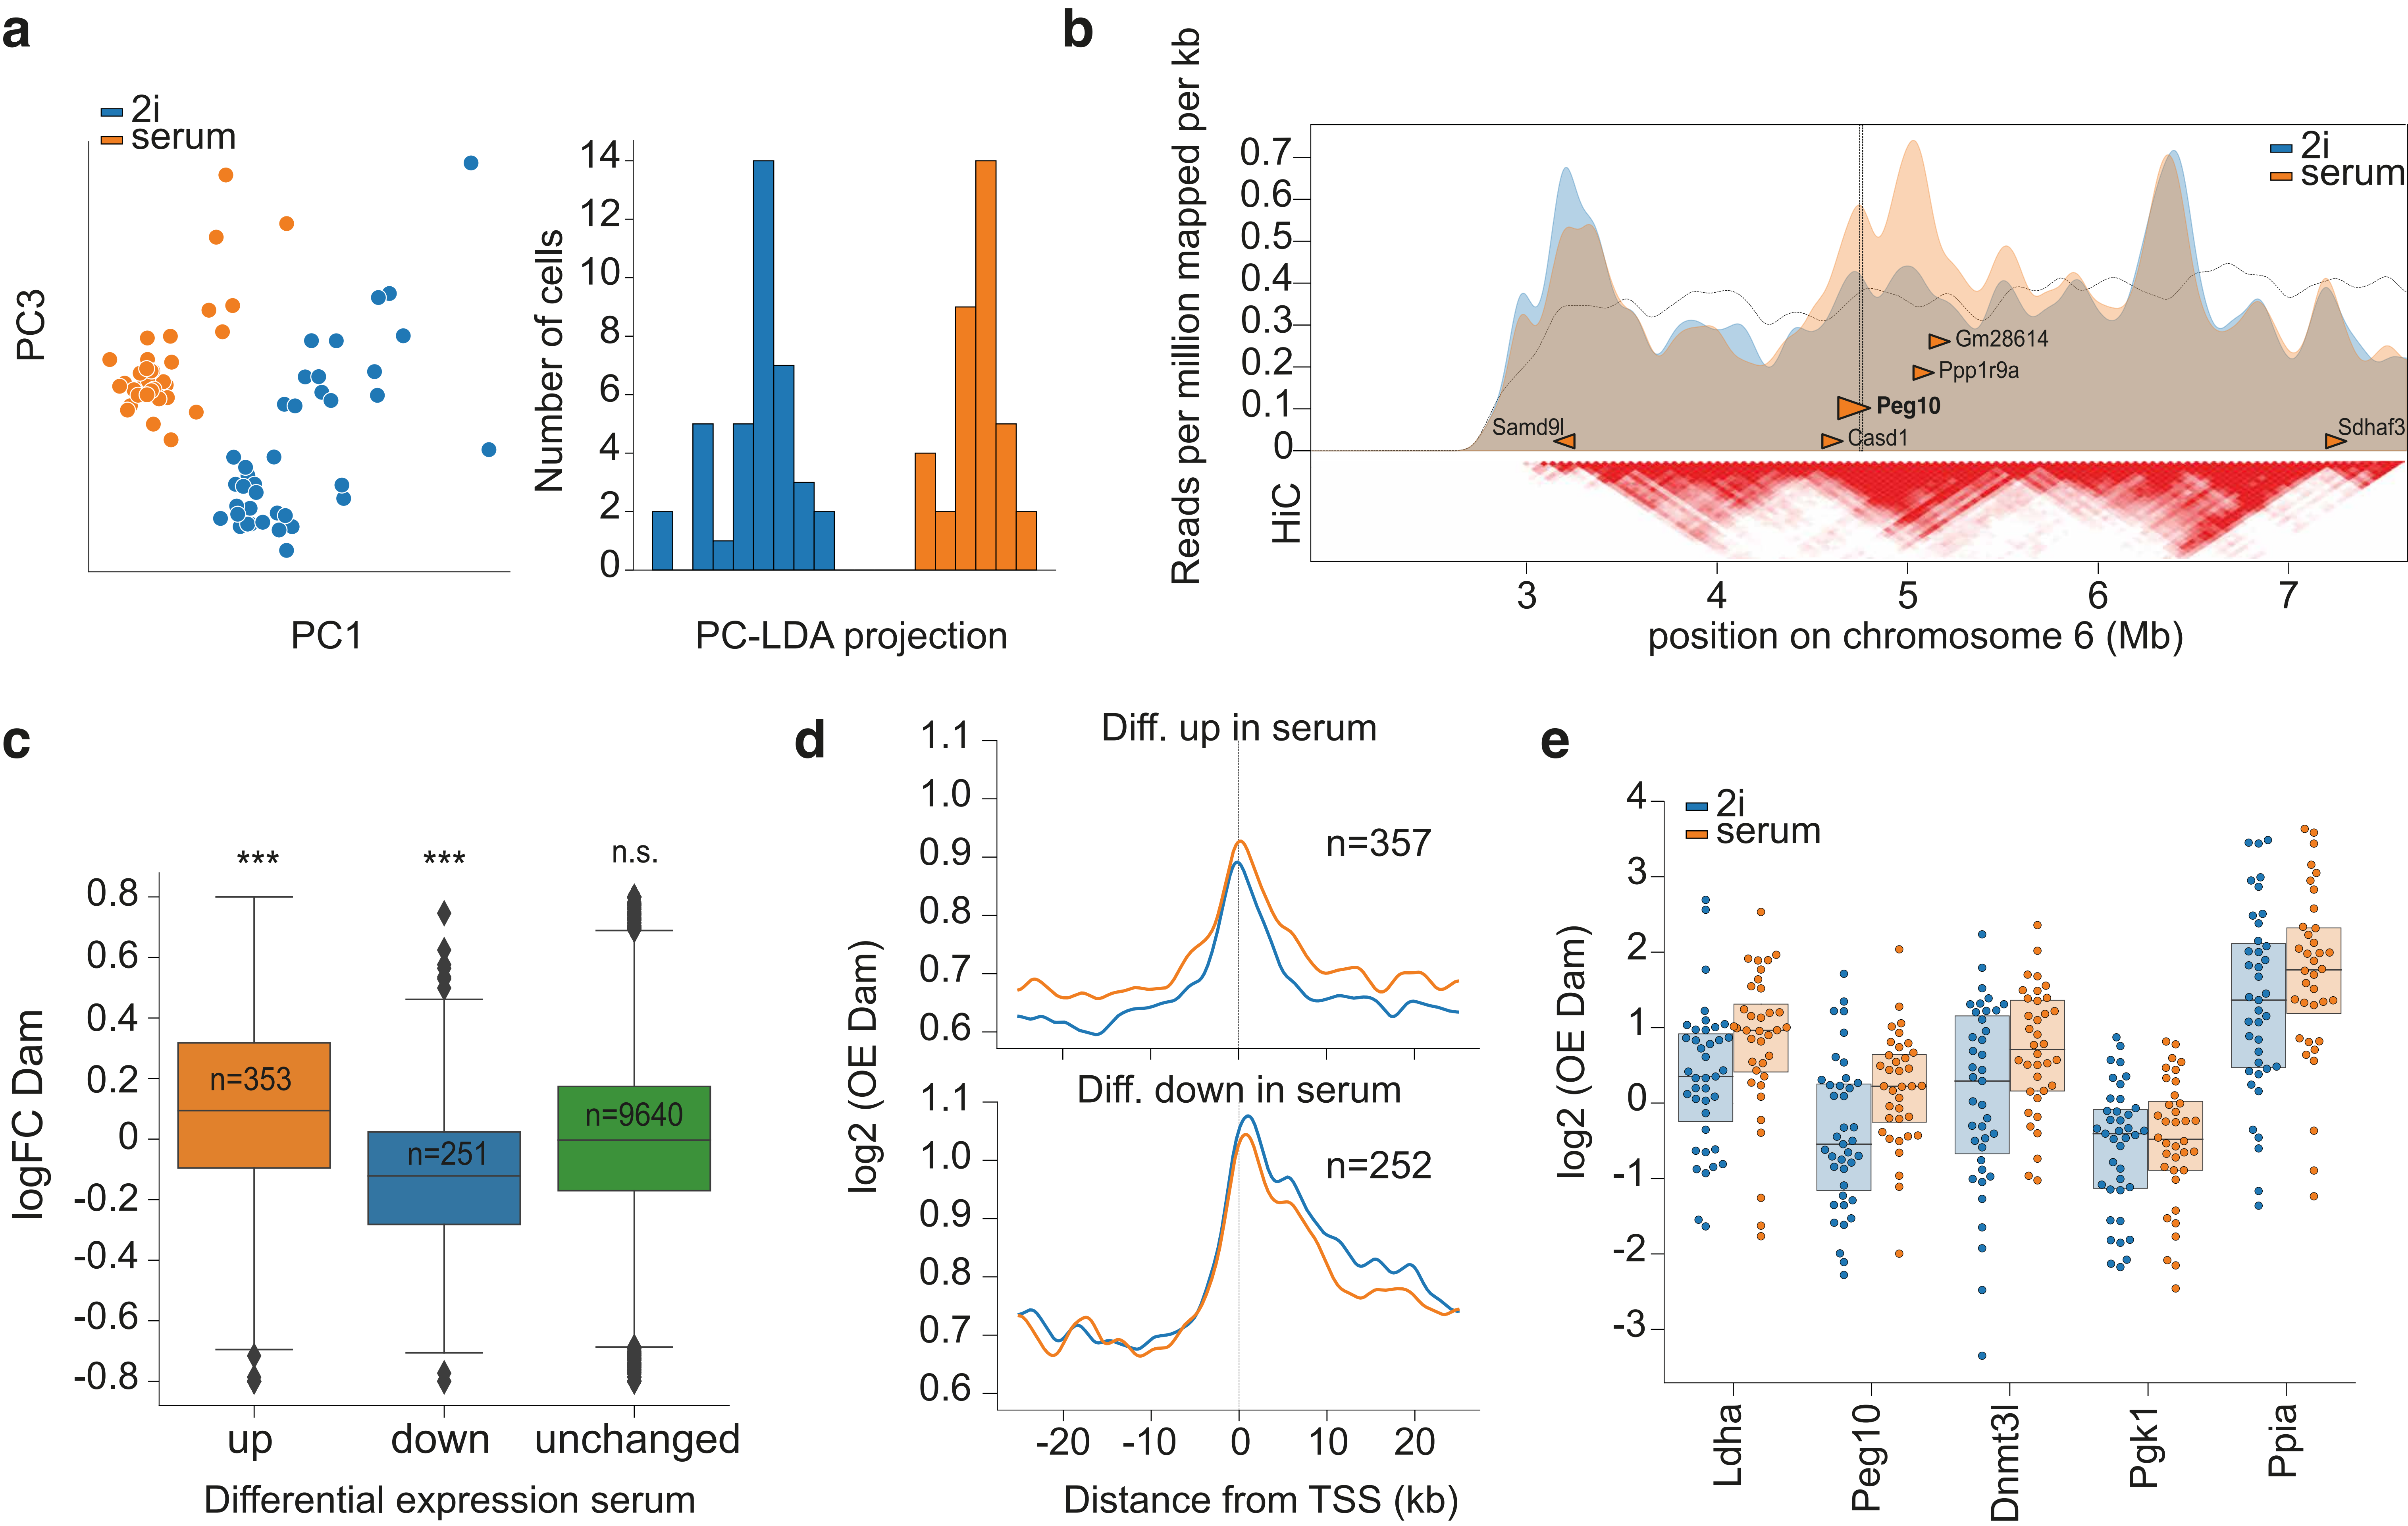 a
2i
serum
PC3
PC1
Number of cells
14
12
10
8
6
4
2
0
PC-LDA projection
b
Reads per million mapped per kb
0.7
0.6
0.5
0.4
0.3
0.2
0.1
0
2i
serum
Gm28614
Ppp1r9a
Peg10
Samd9l
Casd1
Sdhaf3
HiC
3 4 5 6 7
position on chromosome 6 (Mb)
c
logFC Dam
*** *** n.s.
0.8
0.6
0.4
0.2
0
-0.2
-0.4
-0.6
-0.8
n=353
n=251
n=9640
up down unchanged
Differential expression serum
d
log2 (OE Dam)
Diff. up in serum
1.1
1.0
0.9
0.8
0.7
0.6
n=357
Diff. down in serum
1.1
1.0
0.9
0.8
0.7
0.6
n=252
-20 -10 0 10 20
Distance from TSS (kb)
e
log2 (OE Dam)
4
3
2
1
0
-1
-2
-3
2i
serum
Ldha
Peg10
Dnmt3l
Pgk1
Ppia